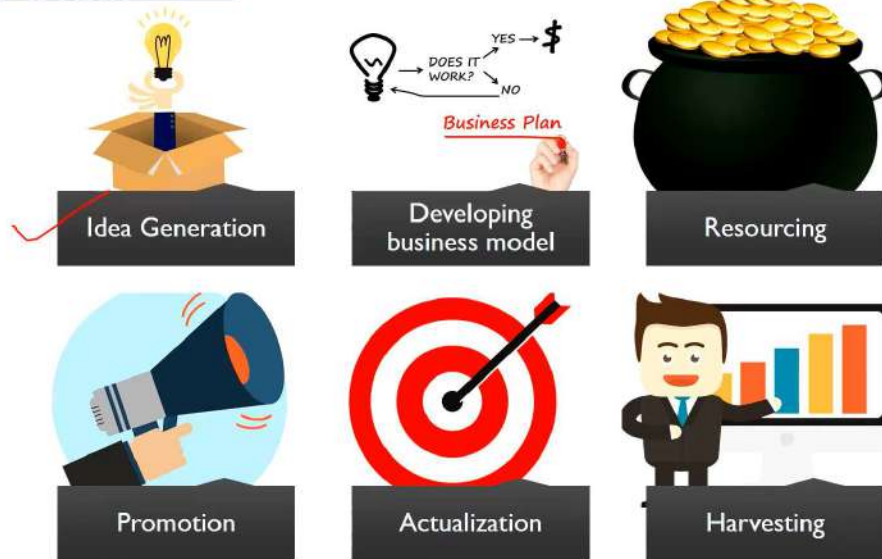 YES → $
DOES IT
WORK?
NO
Business Plan
Idea Generation
Developing
business model
Resourcing
Promotion
Actualization
Harvesting